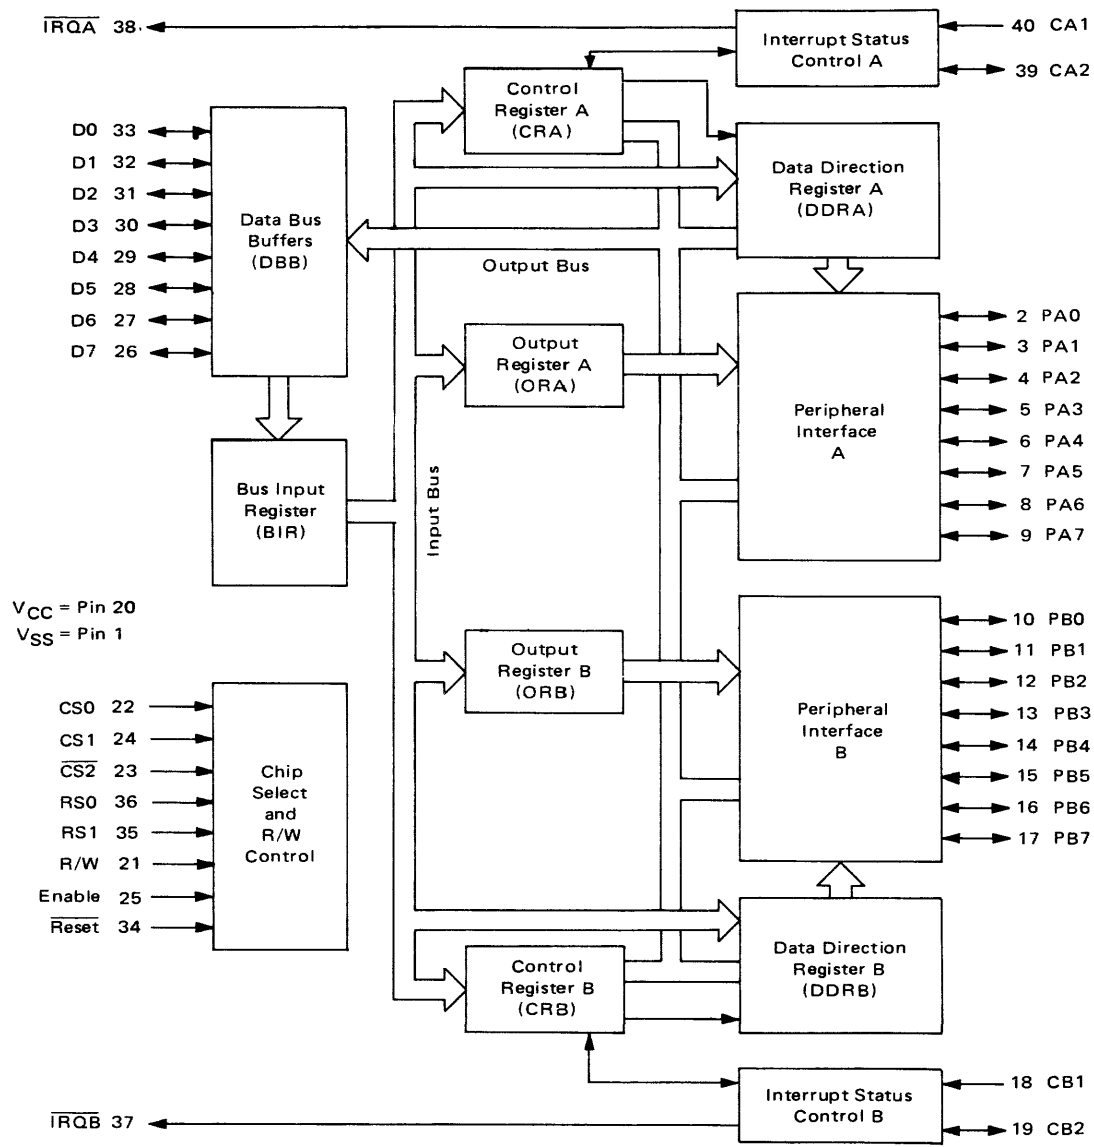 IRQA 38
Interrupt Status
Control A
40 CA1
39 CA2
Control
Register A
(CRA)
D0 33
D1 32
D2 31
D3 30
D4 29
D5 28
D6 27
D7 26
Data Bus
Buffers
(DBB)
Data Direction
Register A
(DDRA)
Output Bus
Output
Register A
(ORA)
Peripheral
Interface
A
2 PA0
3 PA1
4 PA2
5 PA3
6 PA4
7 PA5
8 PA6
9 PA7
Bus Input
Register
(BIR)
Input Bus
VCC = Pin 20
VSS = Pin 1
Output
Register B
(ORB)
Peripheral
Interface
B
10 PB0
11 PB1
12 PB2
13 PB3
14 PB4
15 PB5
16 PB6
17 PB7
CS0 22
CS1 24
CS2 23
RS0 36
RS1 35
R/W 21
Enable 25
Reset 34
Chip
Select
and
R/W
Control
Control
Register B
(CRB)
Data Direction
Register B
(DDRB)
Interrupt Status
Control B
18 CB1
19 CB2
IRQB 37